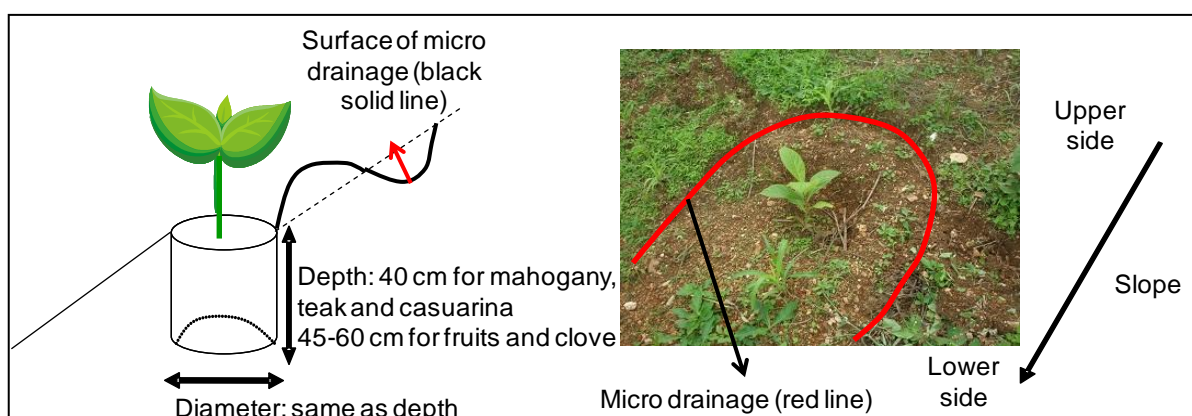 Surface of micro
drainage (black
solid line)
Depth: 40 cm for mahogany,
teak and casuarina
45-60 cm for fruits and clove
Diameter: same as depth
Micro drainage (red line)
Upper
side
Slope
Lower
side